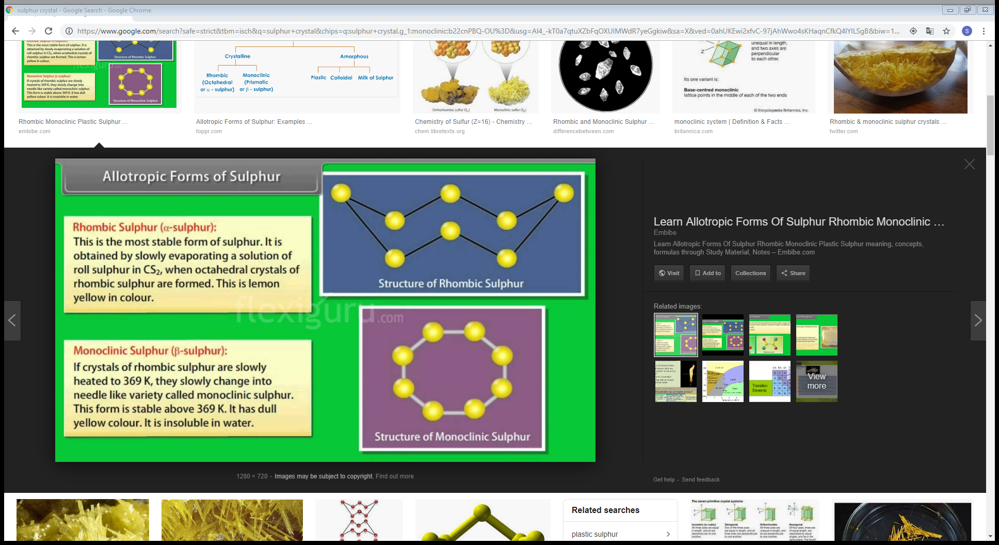 sulphur crystal - Google Search - Google Chrome
https://www.google.com/search?safe=strict&tbm=isch&q=sulphur+crystal&chips=q:sulphur+crystal,g_1:monoclinic:b22cnPBQ-OU%3D&usg=AI4_-kT0a7qtuXZbFqOXUIMWdR7yeGgkiw&sa=X&ved=0ahUKEwi2xfvC-97jAhWwo4sKHaqnCfkQ4lYILSgB&biw=1...
S
This is the most stable form of sulphur. It is
obtained by slowly evaporating a solution of
roll sulphur in CS₂, when octahedral crystals of
rhombic sulphur are formed. This is lemon
yellow in colour.
Structure of Rhombic Sulphur
Monoclinic Sulphur (β-sulphur):
If crystals of rhombic sulphur are slowly
heated to 369 K, they slowly change into
needle like variety called monoclinic sulphur.
This form is stable above 369 K. It has dull
yellow colour. It is insoluble in water.
Structure of Monoclinic Sulphur
Crystalline
Amorphous
Rhombic
(Octahedral
or α - sulphur)
Monoclinic
(Prismatic
or β - sulphur)
Plastic Colloidal Milk of Sulphur
Orthorhombic sulfur (Sα)
Monoclinic sulfur (Sβ)
Z
unequal in length,
and two axes are
perpendicular
to each other.
Its one variant is:
Base-centred monoclinic
lattice points in the middle of each of the two ends
© Encyclopædia Britannica, Inc.
Rhombic Monoclinic Plastic Sulphur ...
embibe.com
Allotropic Forms of Sulphur: Examples ...
toppr.com
Chemistry of Sulfur (Z=16) - Chemistry ...
chem.libretexts.org
Rhombic and Monoclinic Sulphur ...
differencebetween.com
monoclinic system | Definition & Facts ...
britannica.com
Rhombic & monoclinic sulphur crystals ...
twitter.com
Allotropic Forms of Sulphur
Rhombic Sulphur (α-sulphur):
This is the most stable form of sulphur. It is
obtained by slowly evaporating a solution of
roll sulphur in CS₂, when octahedral crystals of
rhombic sulphur are formed. This is lemon
yellow in colour.
Structure of Rhombic Sulphur
flexiguru.com
Monoclinic Sulphur (β-sulphur):
If crystals of rhombic sulphur are slowly
heated to 369 K, they slowly change into
needle like variety called monoclinic sulphur.
This form is stable above 369 K. It has dull
yellow colour. It is insoluble in water.
Structure of Monoclinic Sulphur
1280 × 720 - Images may be subject to copyright. Find out more
Learn Allotropic Forms Of Sulphur Rhombic Monoclinic ...
Embibe
Learn Allotropic Forms Of Sulphur Rhombic Monoclinic Plastic Sulphur meaning, concepts,
formulas through Study Material, Notes – Embibe.com
Visit
Add to
Collections
Share
Related images:
Transition
Elements
View
more
Get help - Send feedback
Related searches
plastic sulphur
The seven primitive crystal systems
Isometric (or cubic)
Tetragonal
Orthorhombic
Hexagonal